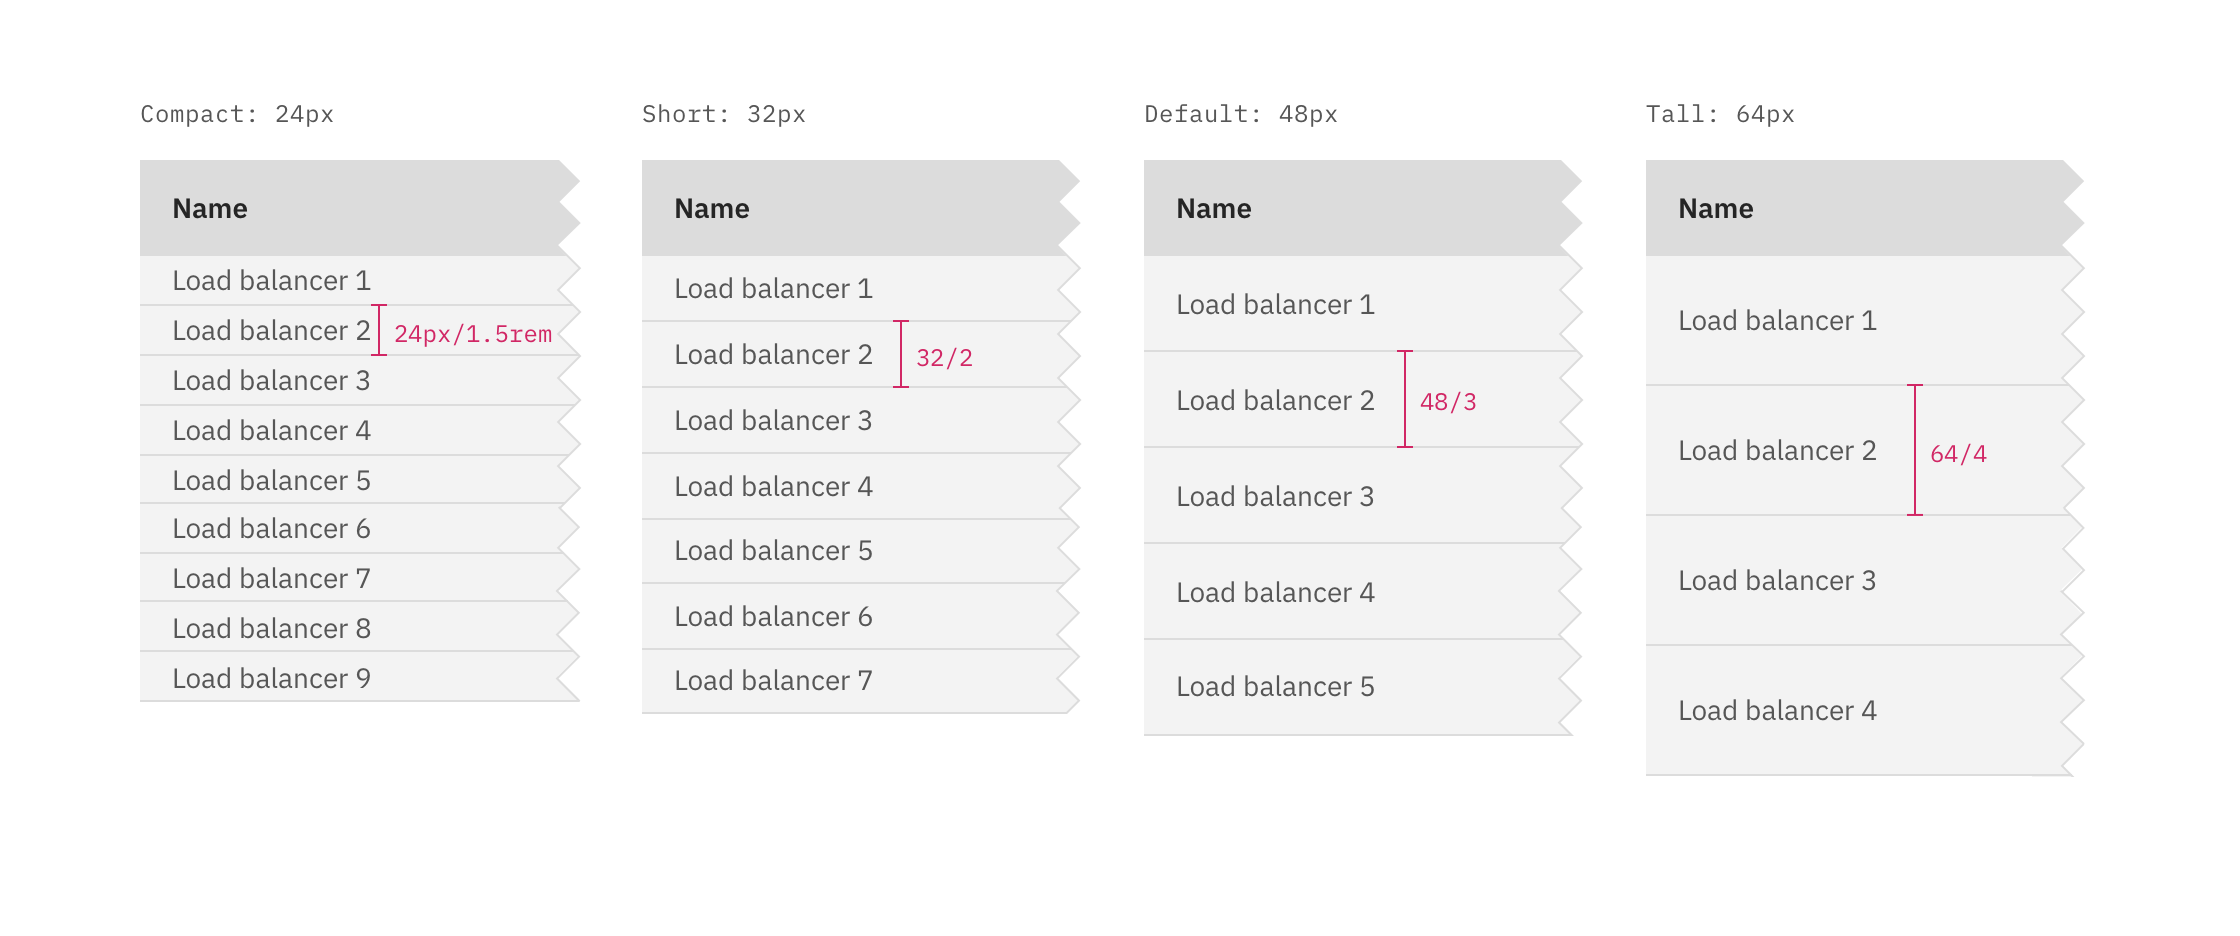 Compact: 24px
Name
Load balancer 1
Load balancer 2
24px/1.5rem
Load balancer 3
Load balancer 4
Load balancer 5
Load balancer 6
Load balancer 7
Load balancer 8
Load balancer 9
Short: 32px
Name
Load balancer 1
Load balancer 2
32/2
Load balancer 3
Load balancer 4
Load balancer 5
Load balancer 6
Load balancer 7
Default: 48px
Name
Load balancer 1
Load balancer 2
48/3
Load balancer 3
Load balancer 4
Load balancer 5
Tall: 64px
Name
Load balancer 1
Load balancer 2
64/4
Load balancer 3
Load balancer 4